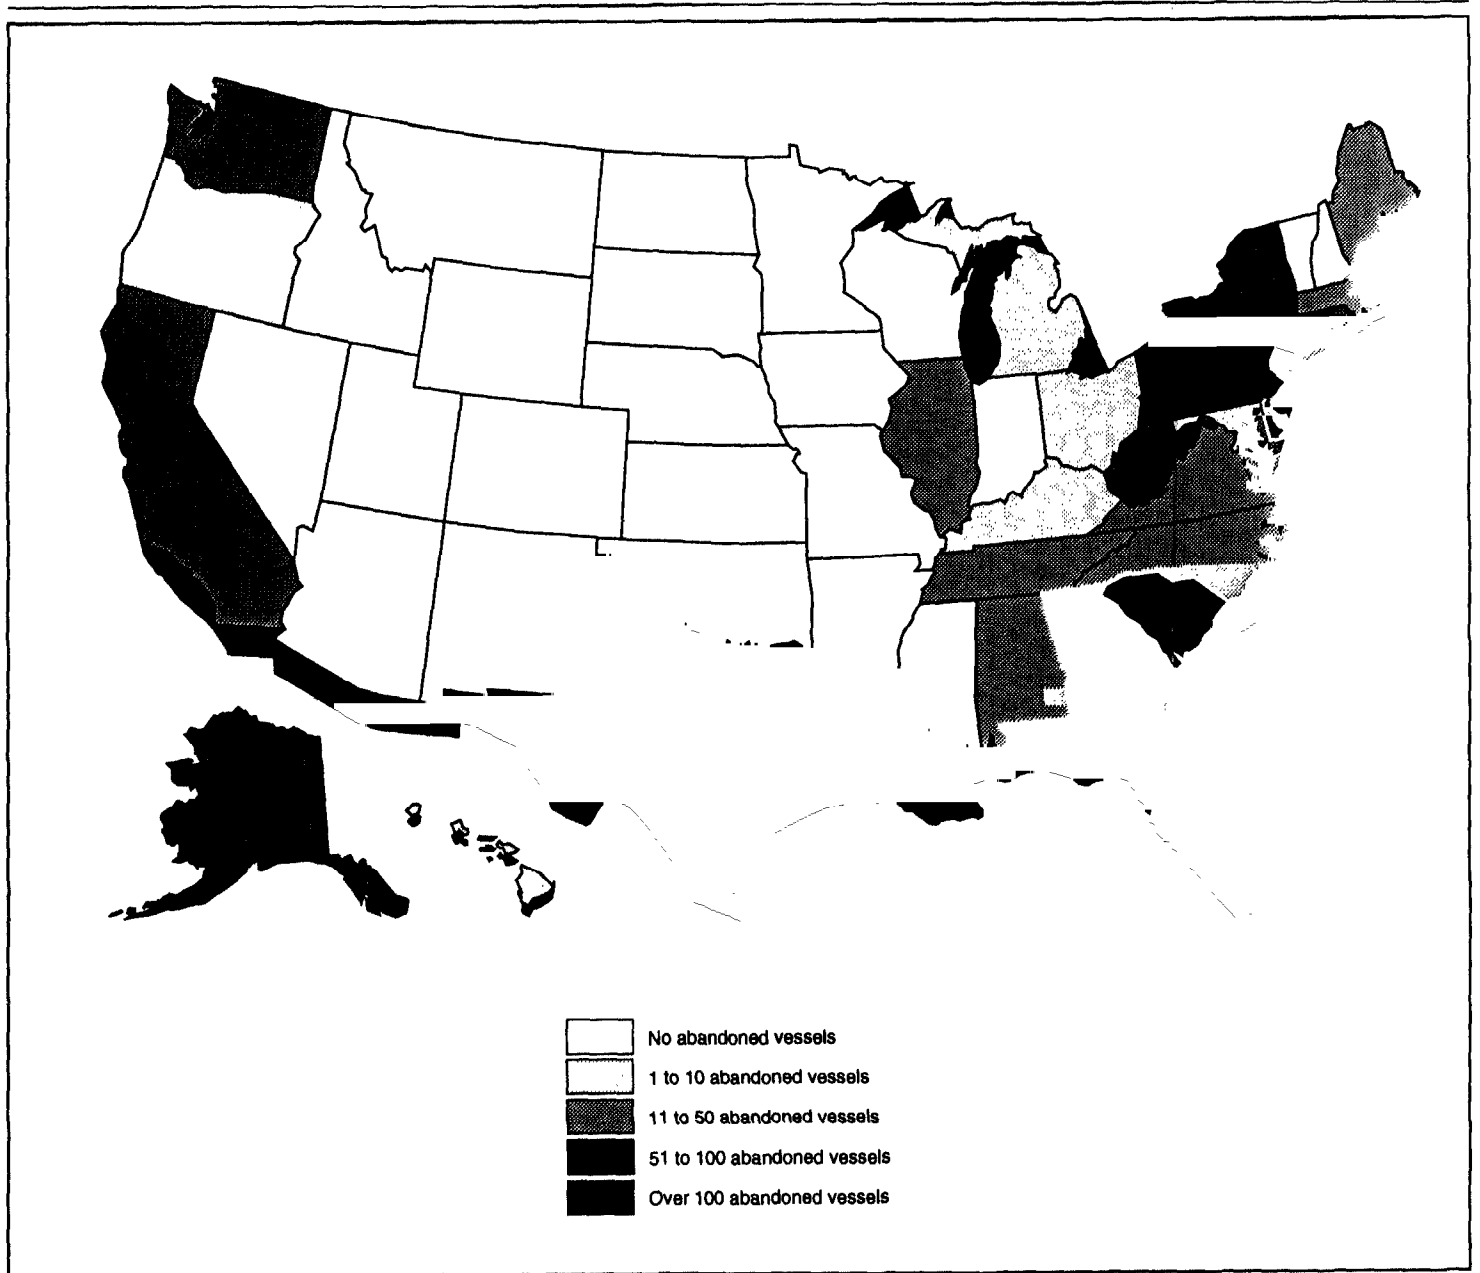 No abandoned vessels
1 to 10 abandoned vessels
11 to 50 abandoned vessels
51 to 100 abandoned vessels
Over 100 abandoned vessels